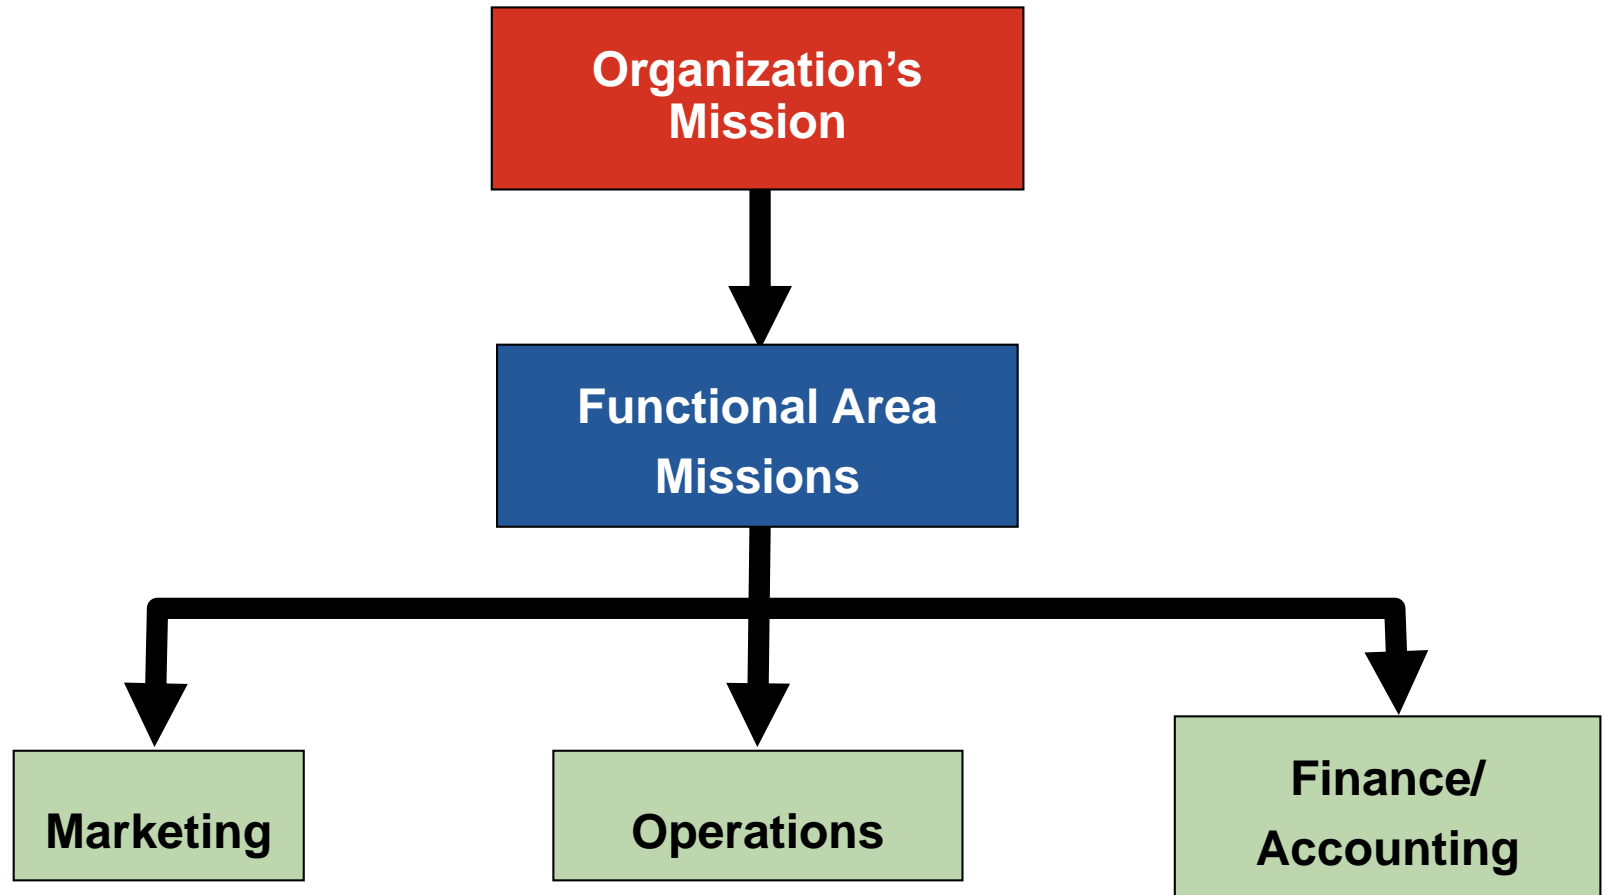 Organization’s
Mission
Functional Area
Missions
Marketing
Operations
Finance/
Accounting